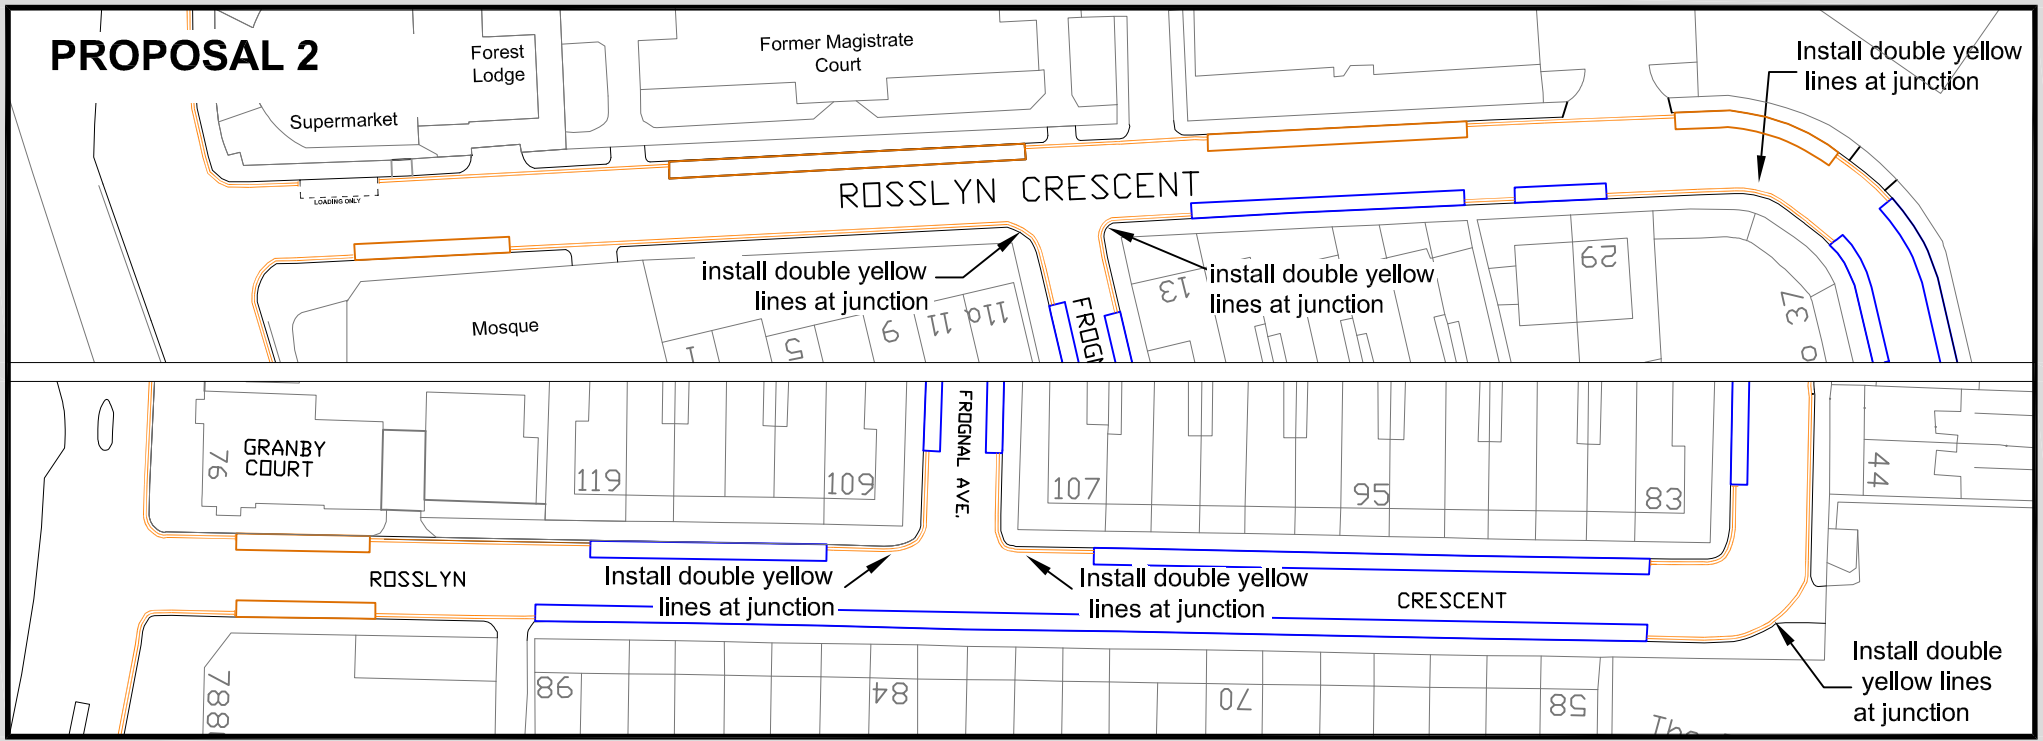 PROPOSAL 2
Forest
Lodge
Former Magistrate
Court
Install double yellow
lines at junction
Supermarket
LOADING ONLY
ROSSLYN CRESCENT
install double yellow
lines at junction
install double yellow
lines at junction
Mosque
1
5
9
11
11a
13
29
37
FROGN
76
GRANBY
COURT
119
109
FROGNAL AVE.
107
95
83
44
ROSSLYN
CRESCENT
Install double yellow
lines at junction
Install double yellow
lines at junction
Install double
yellow lines
at junction
98
84
70
58